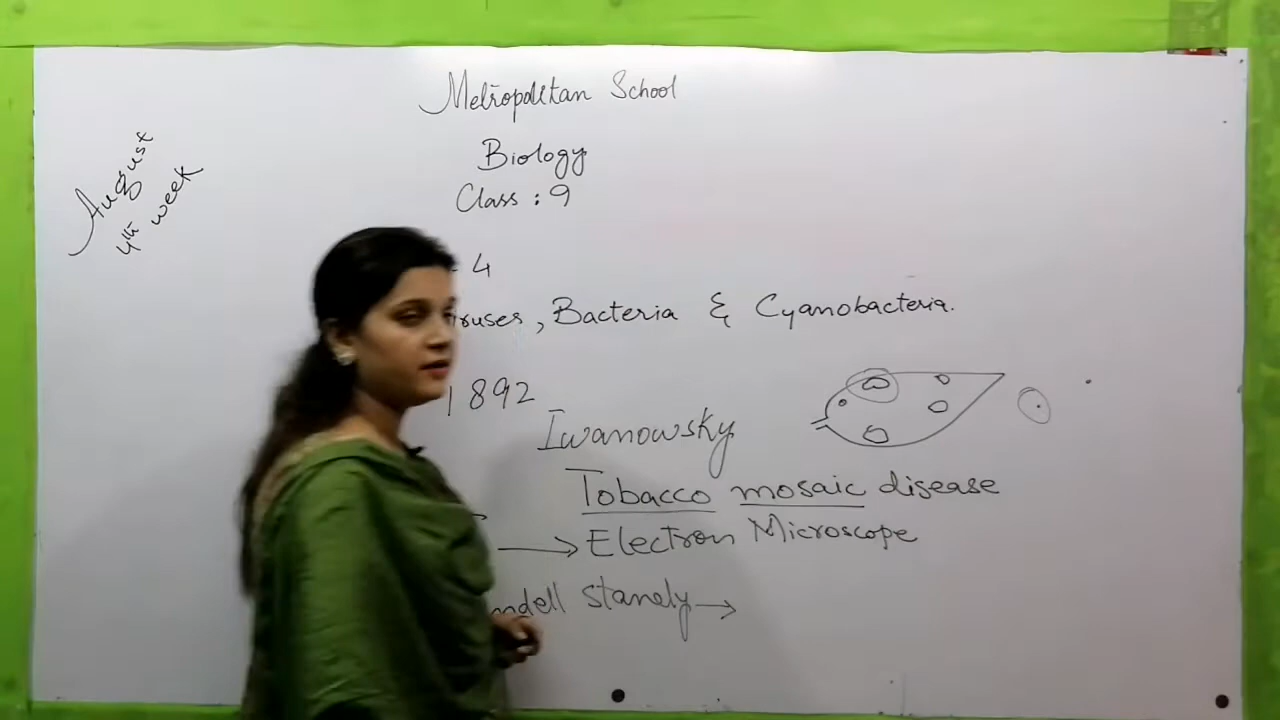 Metropolitan School
Biology
Class : 9
August
4th week
4
ruses, Bacteria & Cyanobacteria.
1892
Iwanowsky
Tobacco mosaic disease
→ Electron Microscope
ndell Stanely →